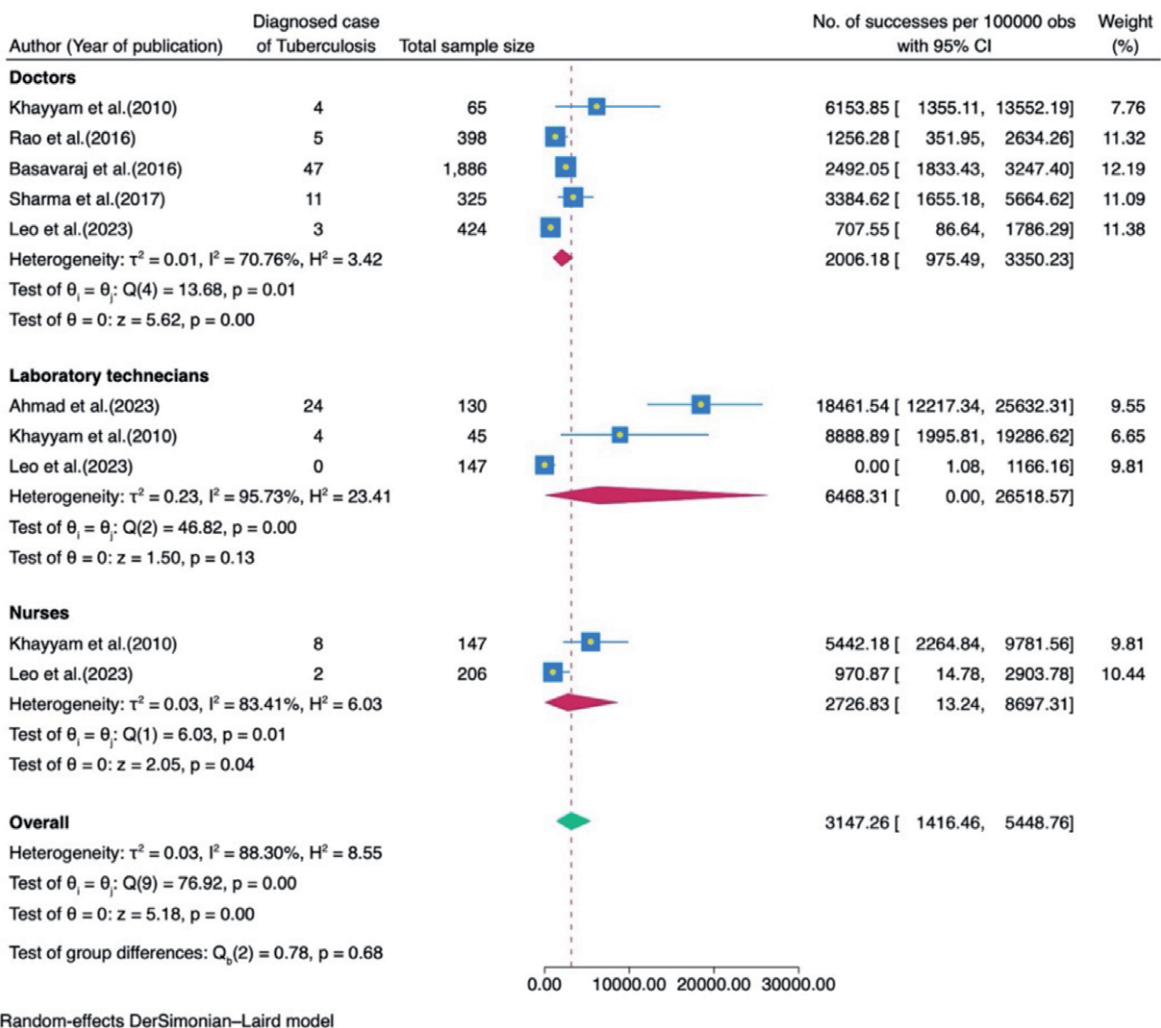 Diagnosed case No. of successes per 100000 obs Weight
Author (Year of publication) of Tuberculosis Total sample size with 95% CI (%)
Doctors
Khayyam et al.(2010) 4 65 6153.85 [ 1355.11, 13552.19] 7.76
Rao et al.(2016) 5 398 1256.28 [ 351.95, 2634.26] 11.32
Basavaraj et al.(2016) 47 1,886 2492.05 [ 1833.43, 3247.40] 12.19
Sharma et al.(2017) 11 325 3384.62 [ 1655.18, 5664.62] 11.09
Leo et al.(2023) 3 424 707.55 [ 86.64, 1786.29] 11.38
Heterogeneity: τ² = 0.01, I² = 70.76%, H² = 3.42 2006.18 [ 975.49, 3350.23]
Test of θᵢ = θⱼ: Q(4) = 13.68, p = 0.01
Test of θ = 0: z = 5.62, p = 0.00
Laboratory technecians
Ahmad et al.(2023) 24 130 18461.54 [ 12217.34, 25632.31] 9.55
Khayyam et al.(2010) 4 45 8888.89 [ 1995.81, 19286.62] 6.65
Leo et al.(2023) 0 147 0.00 [ 1.08, 1166.16] 9.81
Heterogeneity: τ² = 0.23, I² = 95.73%, H² = 23.41 6468.31 [ 0.00, 26518.57]
Test of θᵢ = θⱼ: Q(2) = 46.82, p = 0.00
Test of θ = 0: z = 1.50, p = 0.13
Nurses
Khayyam et al.(2010) 8 147 5442.18 [ 2264.84, 9781.56] 9.81
Leo et al.(2023) 2 206 970.87 [ 14.78, 2903.78] 10.44
Heterogeneity: τ² = 0.03, I² = 83.41%, H² = 6.03 2726.83 [ 13.24, 8697.31]
Test of θᵢ = θⱼ: Q(1) = 6.03, p = 0.01
Test of θ = 0: z = 2.05, p = 0.04
Overall 3147.26 [ 1416.46, 5448.76]
Heterogeneity: τ² = 0.03, I² = 88.30%, H² = 8.55
Test of θᵢ = θⱼ: Q(9) = 76.92, p = 0.00
Test of θ = 0: z = 5.18, p = 0.00
Test of group differences: Q_b(2) = 0.78, p = 0.68
0.00 10000.00 20000.00 30000.00
Random-effects DerSimonian–Laird model